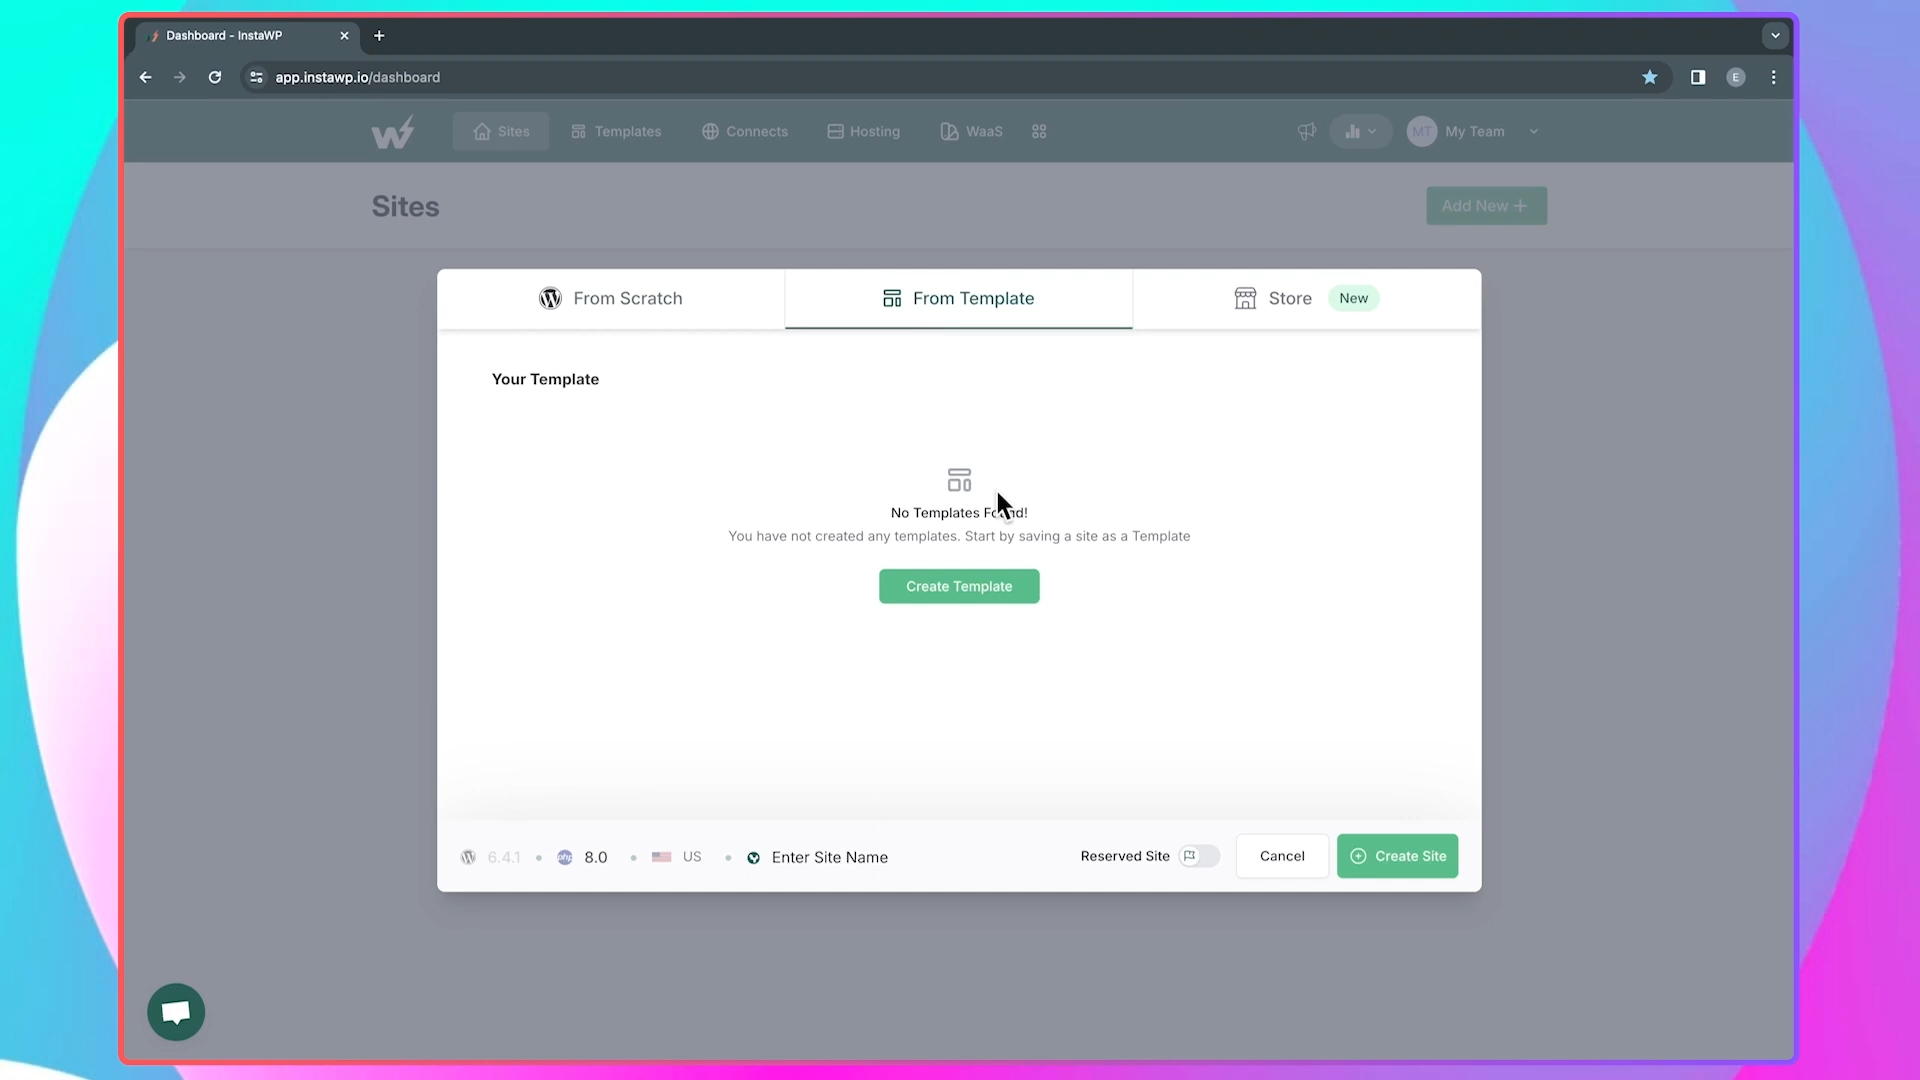 Dashboard - InstaWP
app.instawp.io/dashboard
E
Sites
Templates
Connects
Hosting
WaaS
MT
My Team
Sites
Add New +
From Scratch
From Template
Store
New
Your Template
No Templates Found!
You have not created any templates. Start by saving a site as a Template
Create Template
6.4.1
php
8.0
US
Enter Site Name
Reserved Site
Cancel
Create Site